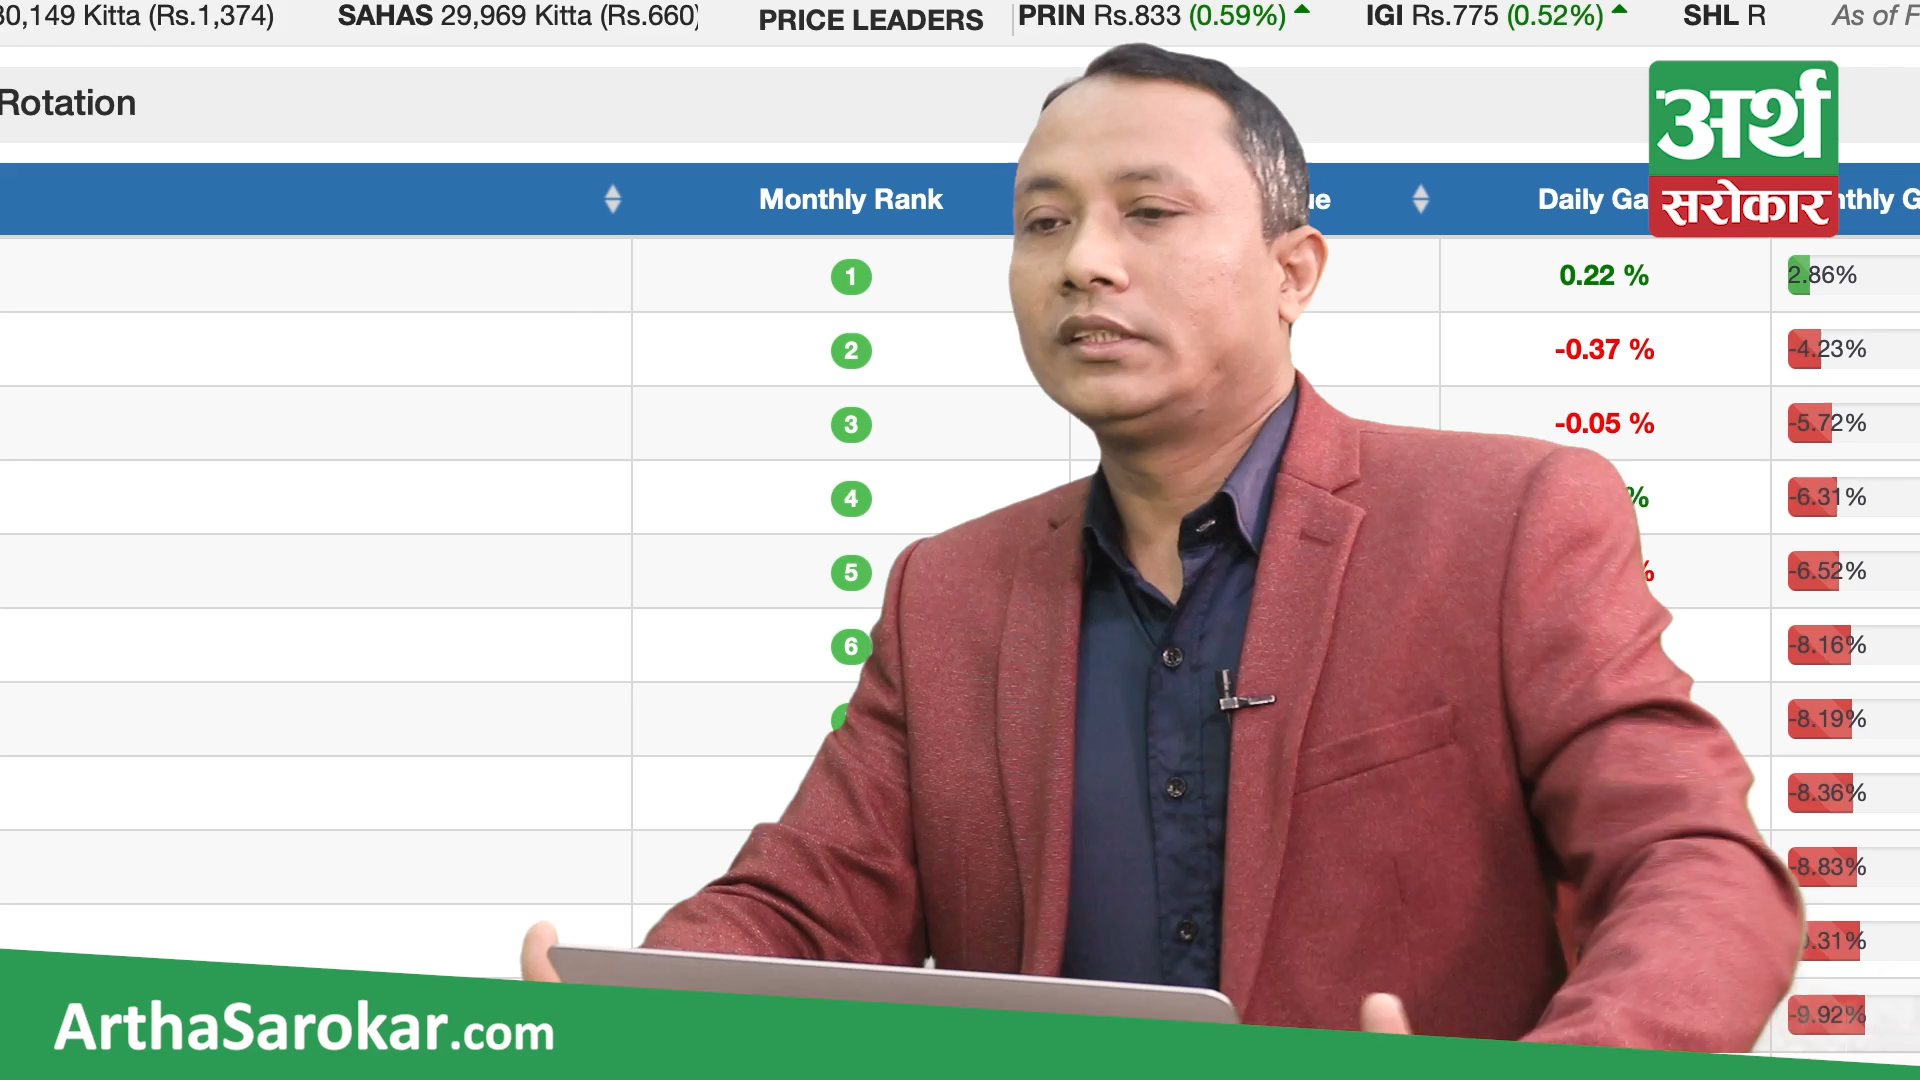 30,149 Kitta (Rs.1,374) SAHAS 29,969 Kitta (Rs.660) PRICE LEADERS PRIN Rs.833 (0.59%) IGI Rs.775 (0.52%) SHL R As of F
Rotation
अर्थ
सरोकार
Monthly Rank Daily Ga
1 0.22 % 2.86%
2 -0.37 % -4.23%
3 -0.05 % -5.72%
4 % -6.31%
5 % -6.52%
6 -8.16%
-8.19%
-8.36%
-8.83%
.31%
-9.92%
ArthaSarokar.com